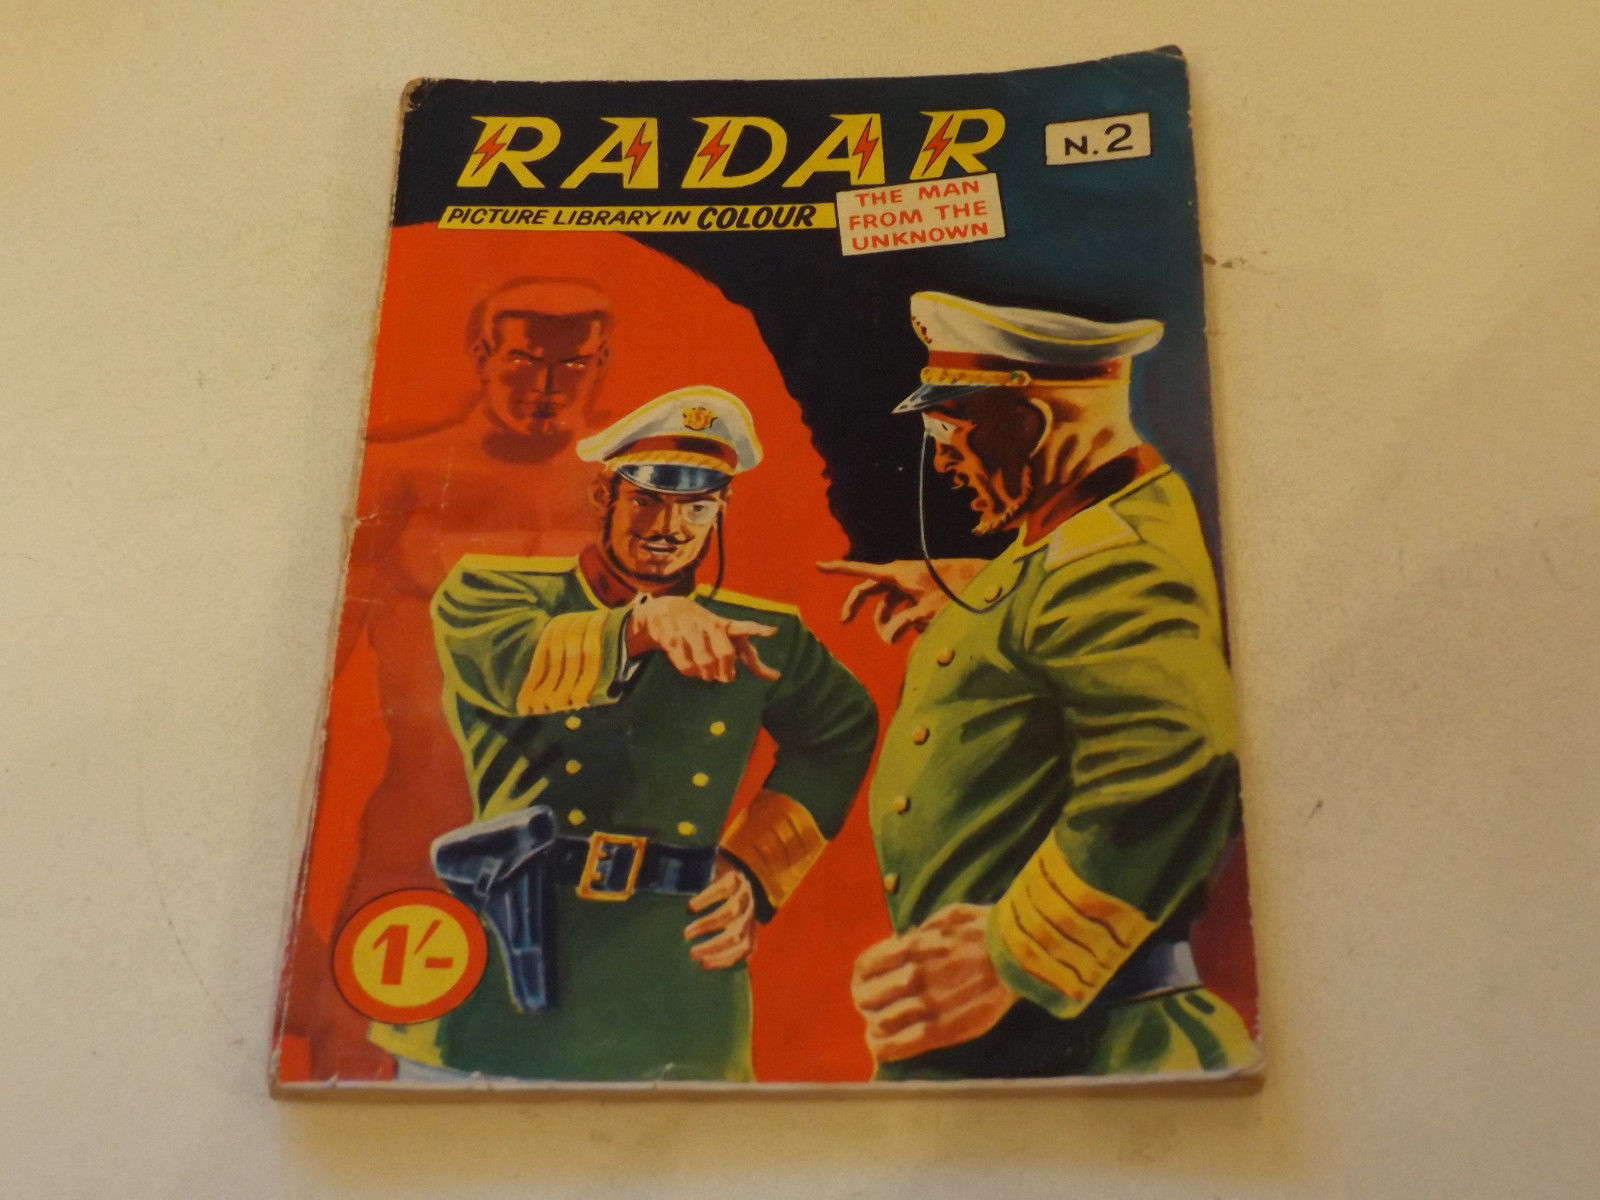 RADAR
N.2
PICTURE LIBRARY IN COLOUR
THE MAN
FROM THE
UNKNOWN
1'-